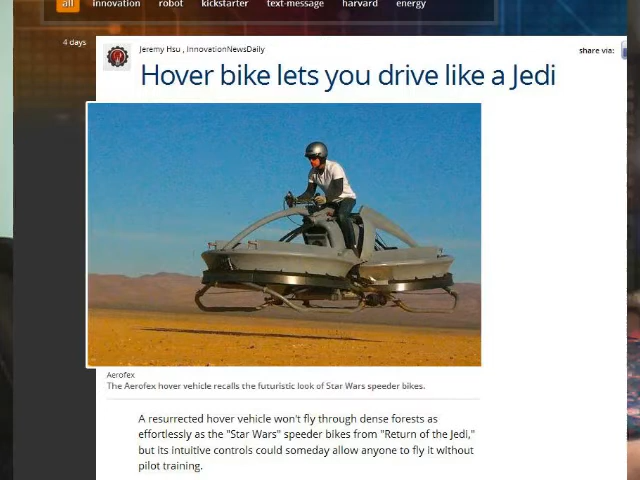 all innovation robot kickstarter text-message harvard energy
4 days
Jeremy Hsu , InnovationNewsDaily
share via:
Hover bike lets you drive like a Jedi
Aerofex
The Aerofex hover vehicle recalls the futuristic look of Star Wars speeder bikes.
A resurrected hover vehicle won't fly through dense forests as
effortlessly as the "Star Wars" speeder bikes from "Return of the Jedi,"
but its intuitive controls could someday allow anyone to fly it without
pilot training.